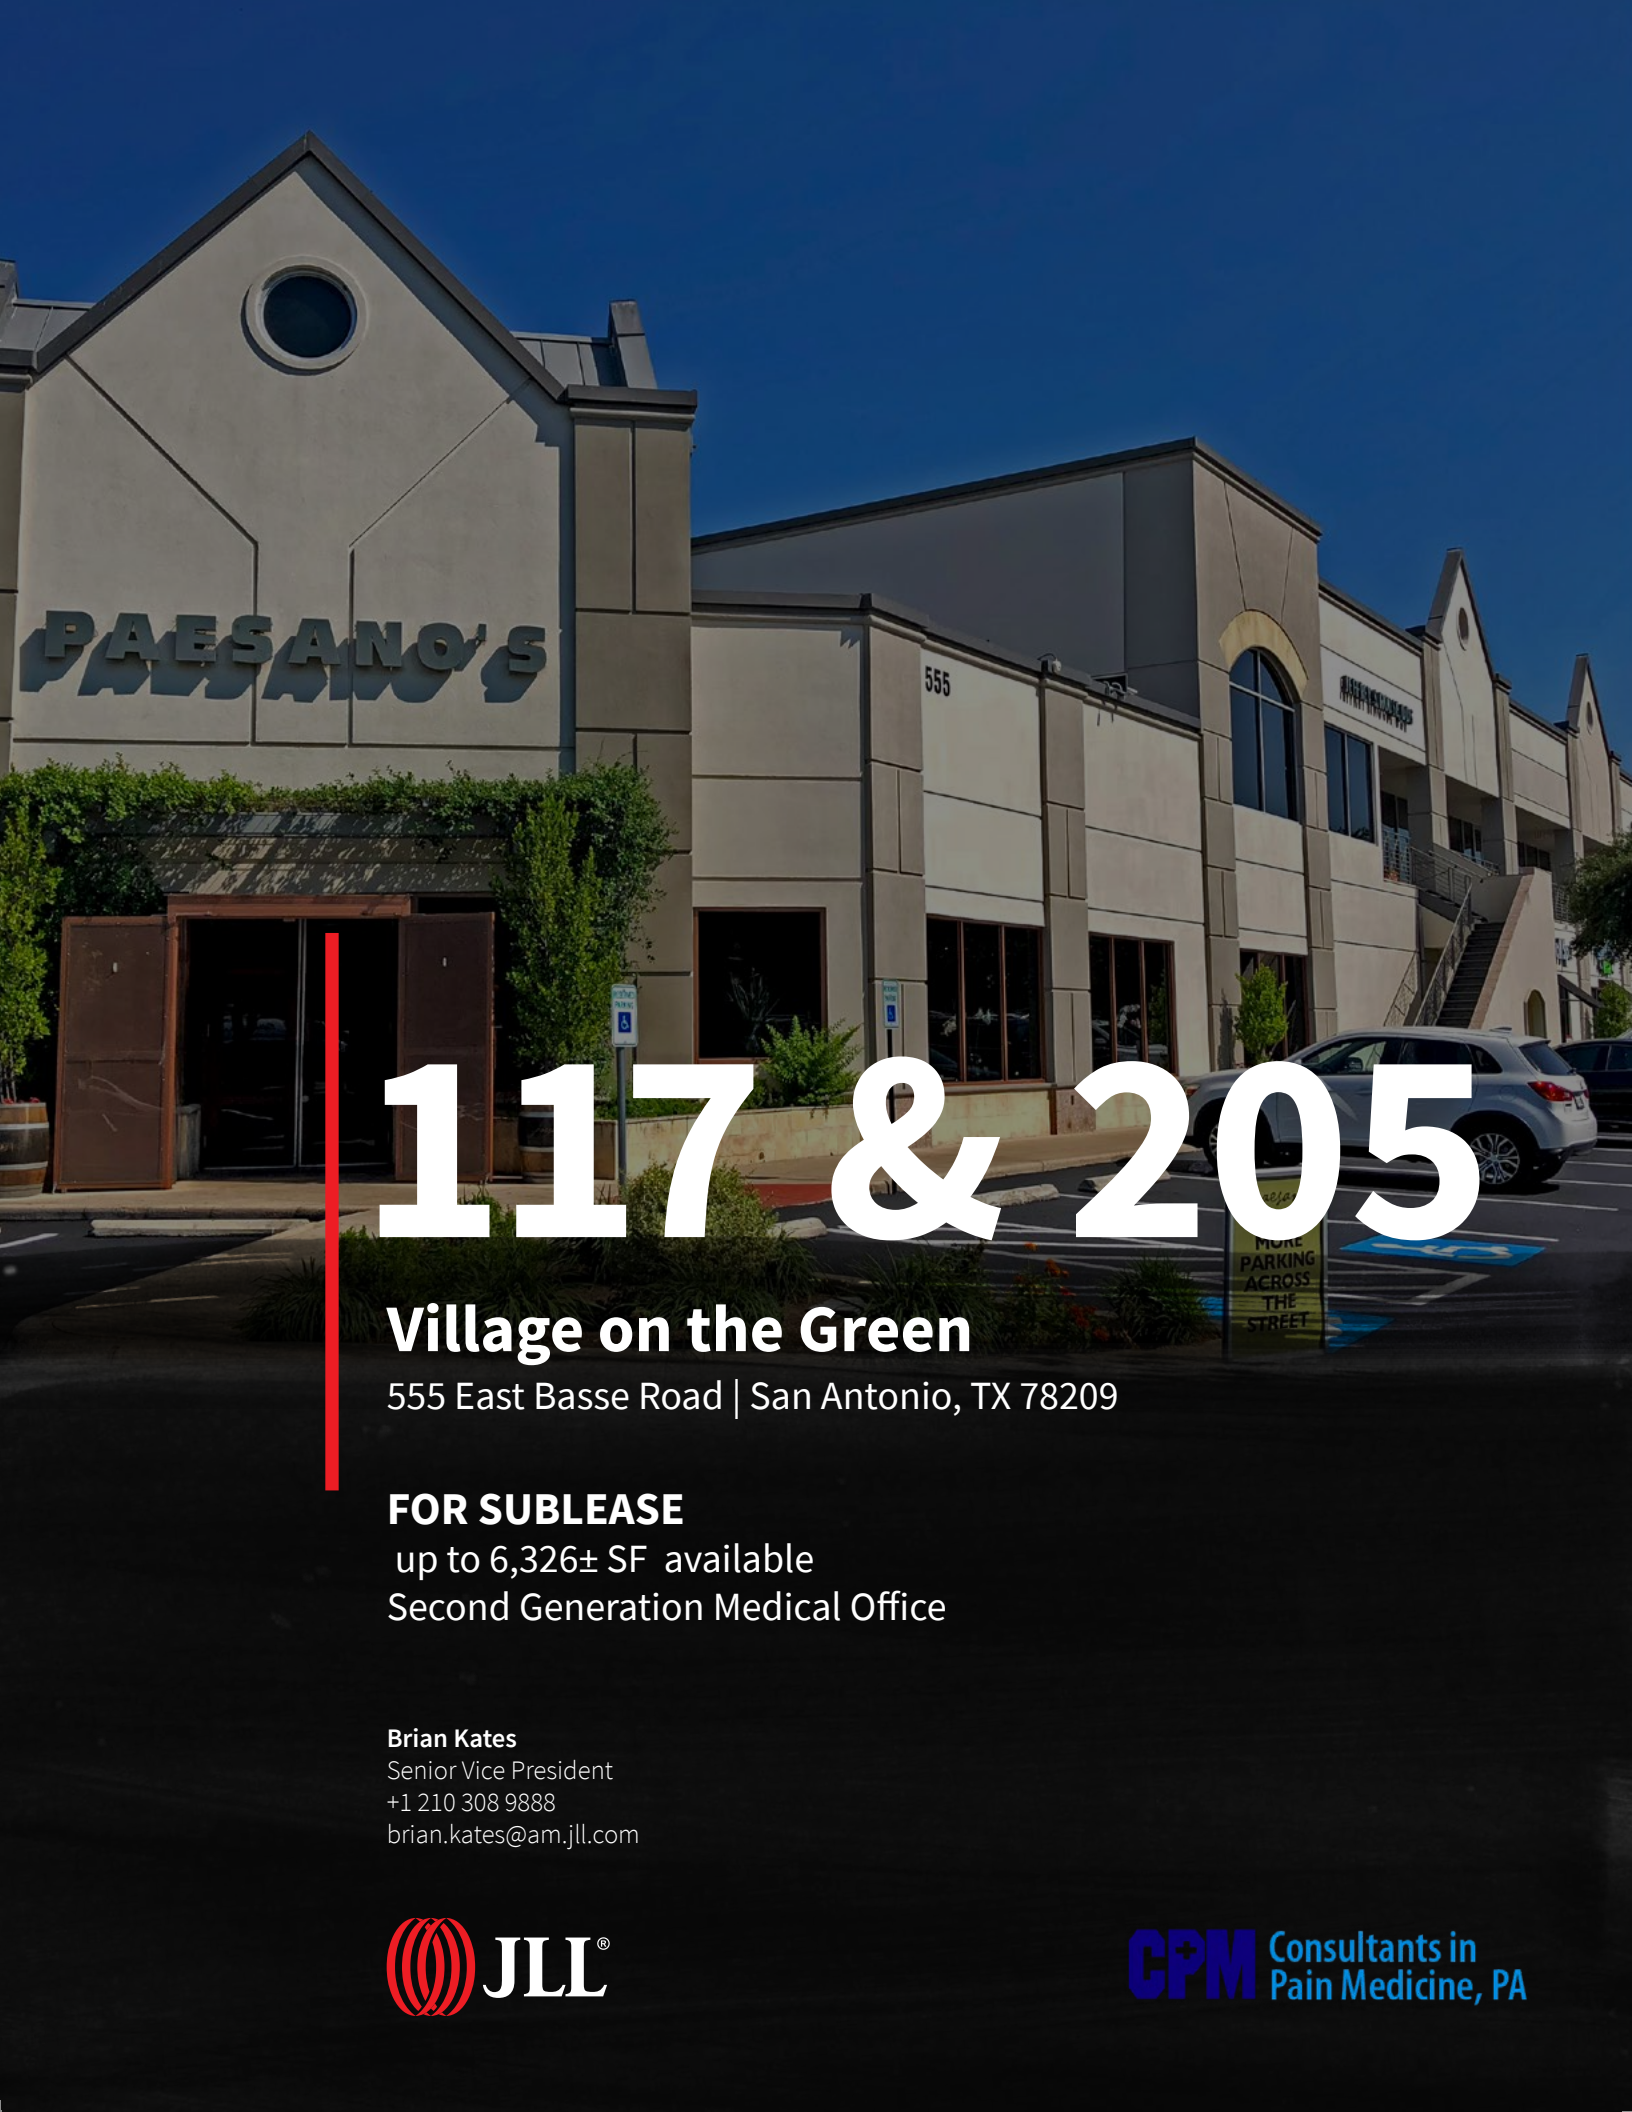 PAESANO'S
555
RESERVED
PARKING
117 & 205
MORE
PARKING
ACROSS
THE
STREET
Village on the Green
555 East Basse Road | San Antonio, TX 78209
FOR SUBLEASE
up to 6,326± SF available
Second Generation Medical Office
Brian Kates
Senior Vice President
+1 210 308 9888
brian.kates@am.jll.com
JLL®
CPM Consultants in
Pain Medicine, PA